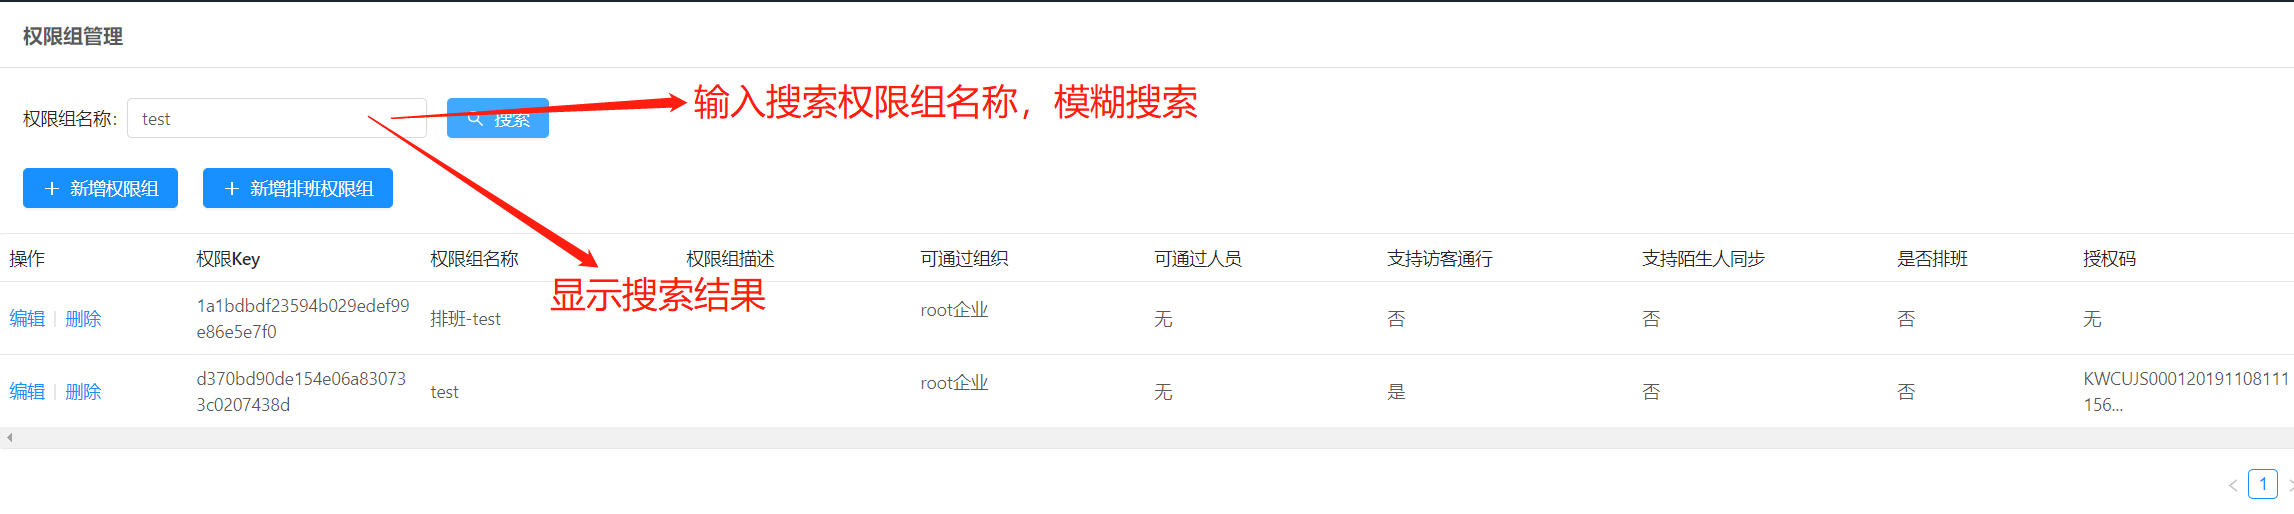 权限组管理
权限组名称: test 搜索 输入搜索权限组名称，模糊搜索
新增权限组 新增排班权限组
操作 权限Key 权限组名称 权限组描述 可通过组织 可通过人员 支持访客通行 支持陌生人同步 是否排班 授权码
显示搜索结果
编辑 删除 1a1bdbdf23594b029edef99 排班-test root企业 无 否 否 否 无
e86e5e7f0
编辑 删除 d370bd90de154e06a83073 test root企业 无 是 否 否 KWCUJS000120191108111
3c0207438d 156...
1